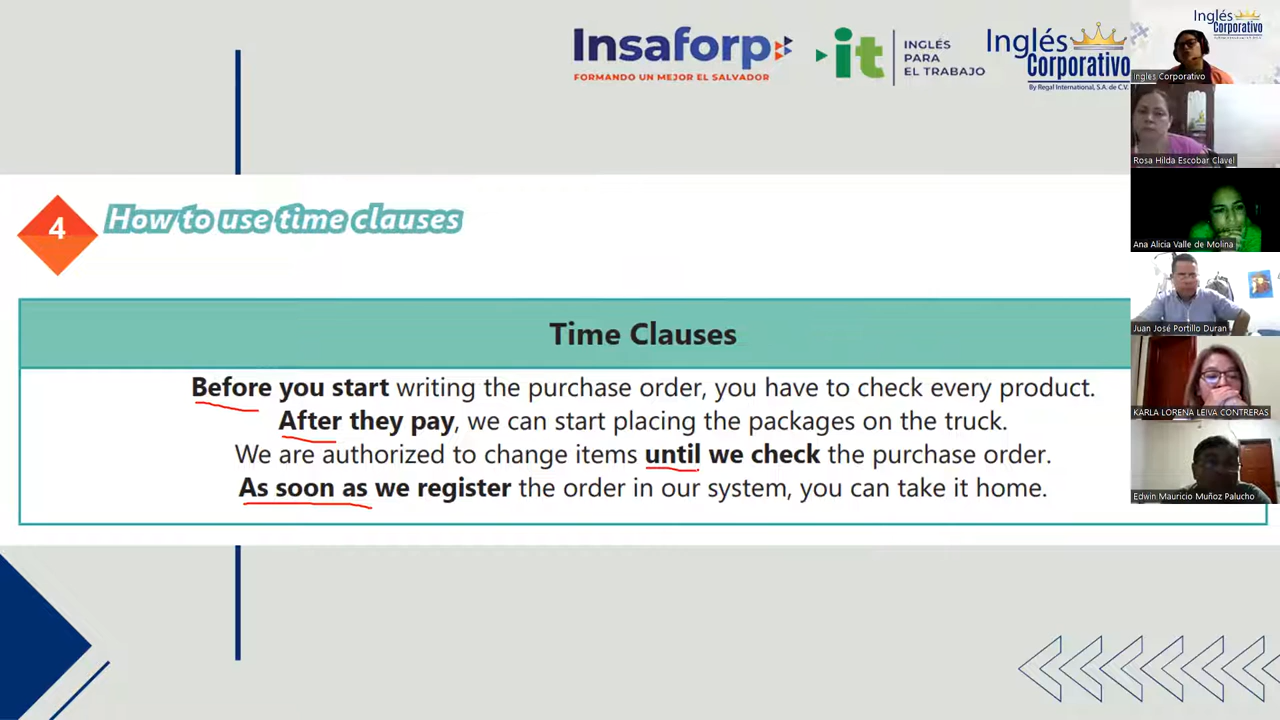 Insaforp
FORMANDO UN MEJOR EL SALVADOR
it
INGLÉS
PARA
EL TRABAJO
Inglés
Corporativo
By Regal International, S.A. de C.V.
Inglés
Corporativo
Ingles Corporativo
Rosa Hilda Escobar Clavel
Ana Alicia Valle de Molina
Juan José Portillo Duran
KARLA LORENA LEIVA CONTRERAS
Edwin Mauricio Muñoz Palucho
4
How to use time clauses
Time Clauses
Before you start writing the purchase order, you have to check every product.
After they pay, we can start placing the packages on the truck.
We are authorized to change items until we check the purchase order.
As soon as we register the order in our system, you can take it home.